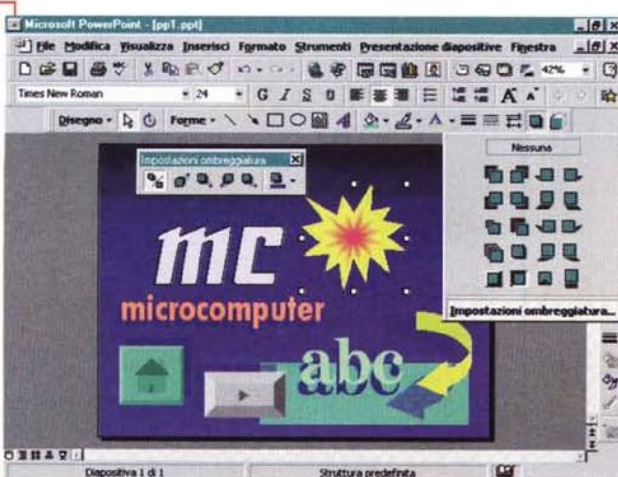 Microsoft PowerPoint - [pp1.ppt]
File Modifica Visualizza Inserisci Formato Strumenti Presentazione diapositive Finestra
42%
Times New Roman 24 G I S
Disegno Forme
Impostazioni ombreggiatura
Nessuna
mc
microcomputer
abc
Impostazioni ombreggiatura...
Diapositiva 1 di 1 Struttura predefinita